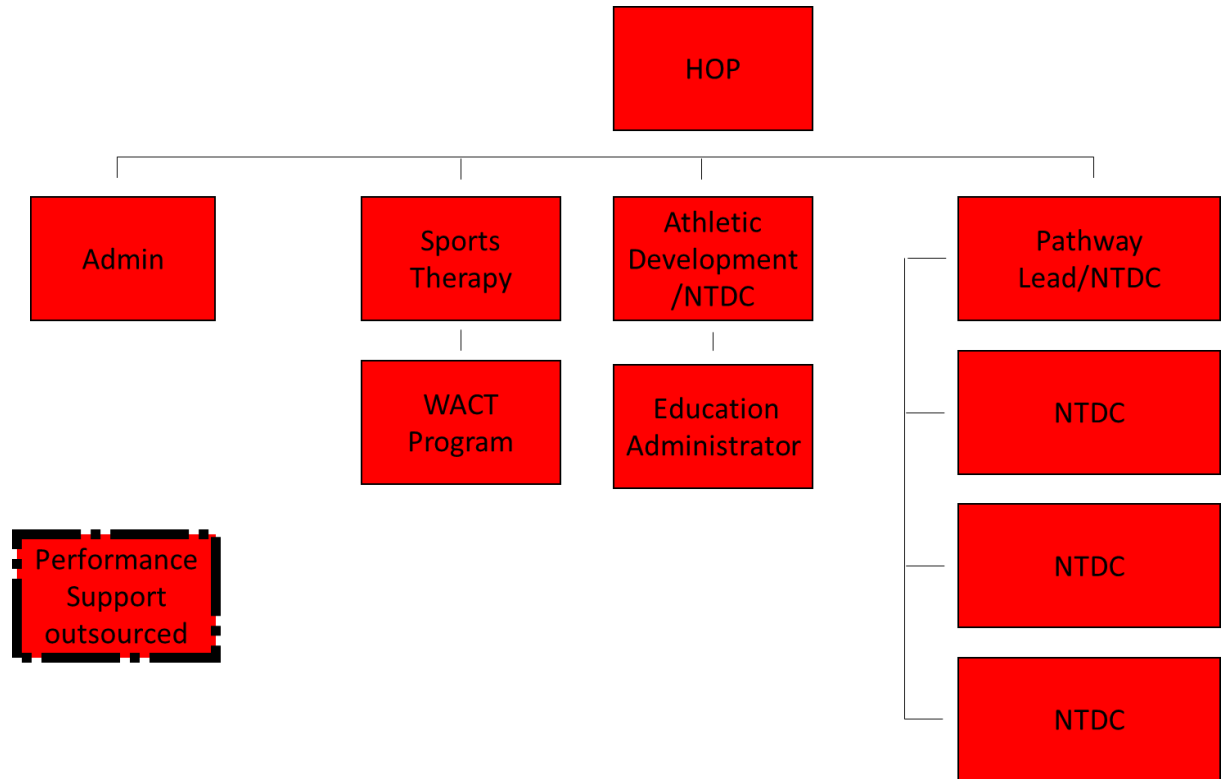 HOP
Admin
Sports
Therapy
Athletic
Development
/NTDC
Pathway
Lead/NTDC
WACT
Program
Education
Administrator
NTDC
Performance
Support
outsourced
NTDC
NTDC